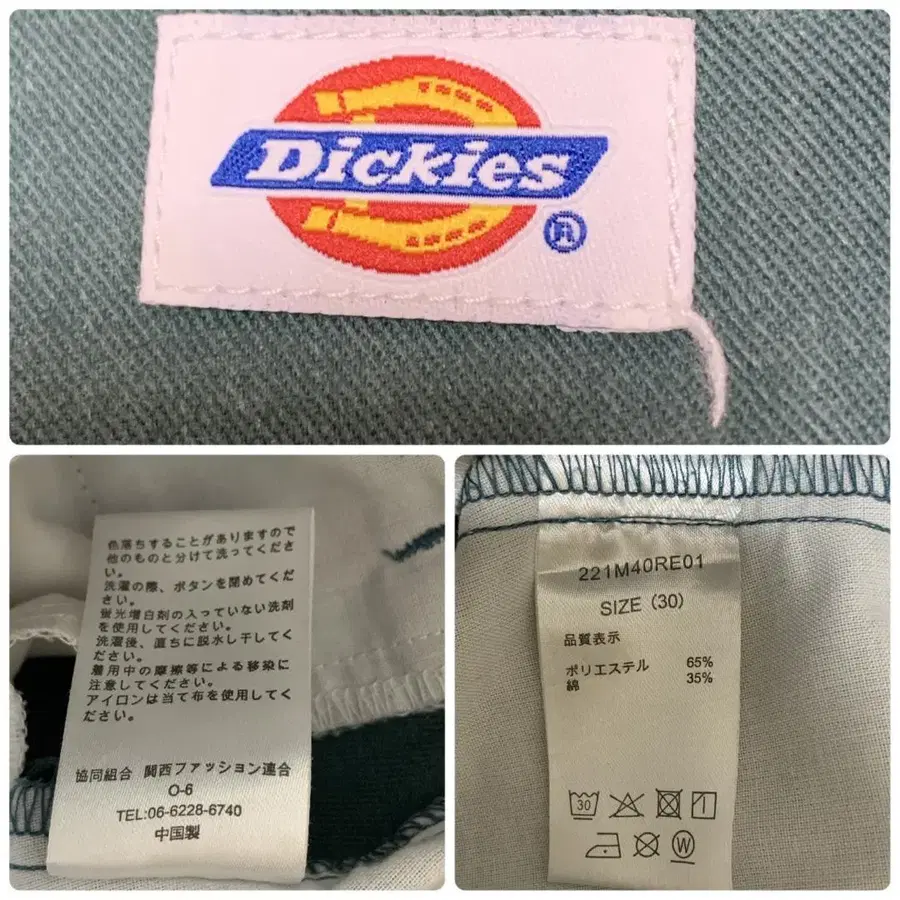 Dickies
®
色落ちすることがありますので
他のものと分けて洗ってくださ
い。
洗濯の際、ボタンを閉めてくだ
さい。
蛍光増白剤の入っていない洗剤
を使用してください。
洗濯後、直ちに脱水し干してく
ださい。
着用中の摩擦等による移染に
注意してください。
アイロンは当て布を使用してく
ださい。
協同組合 関西ファッション連合
O-6
TEL:06-6228-6740
中国製
221M40RE01
SIZE (30)
品質表示
ポリエステル 65%
綿 35%
30
W